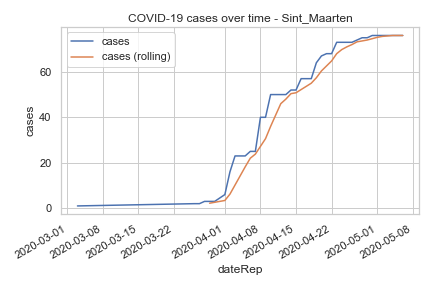 COVID-19 cases over time - Sint_Maarten
cases
cases (rolling)
60
40
20
0
cases
2020-03-01
2020-03-08
2020-03-15
2020-03-22
2020-04-01
2020-04-08
2020-04-15
2020-04-22
2020-05-01
2020-05-08
dateRep